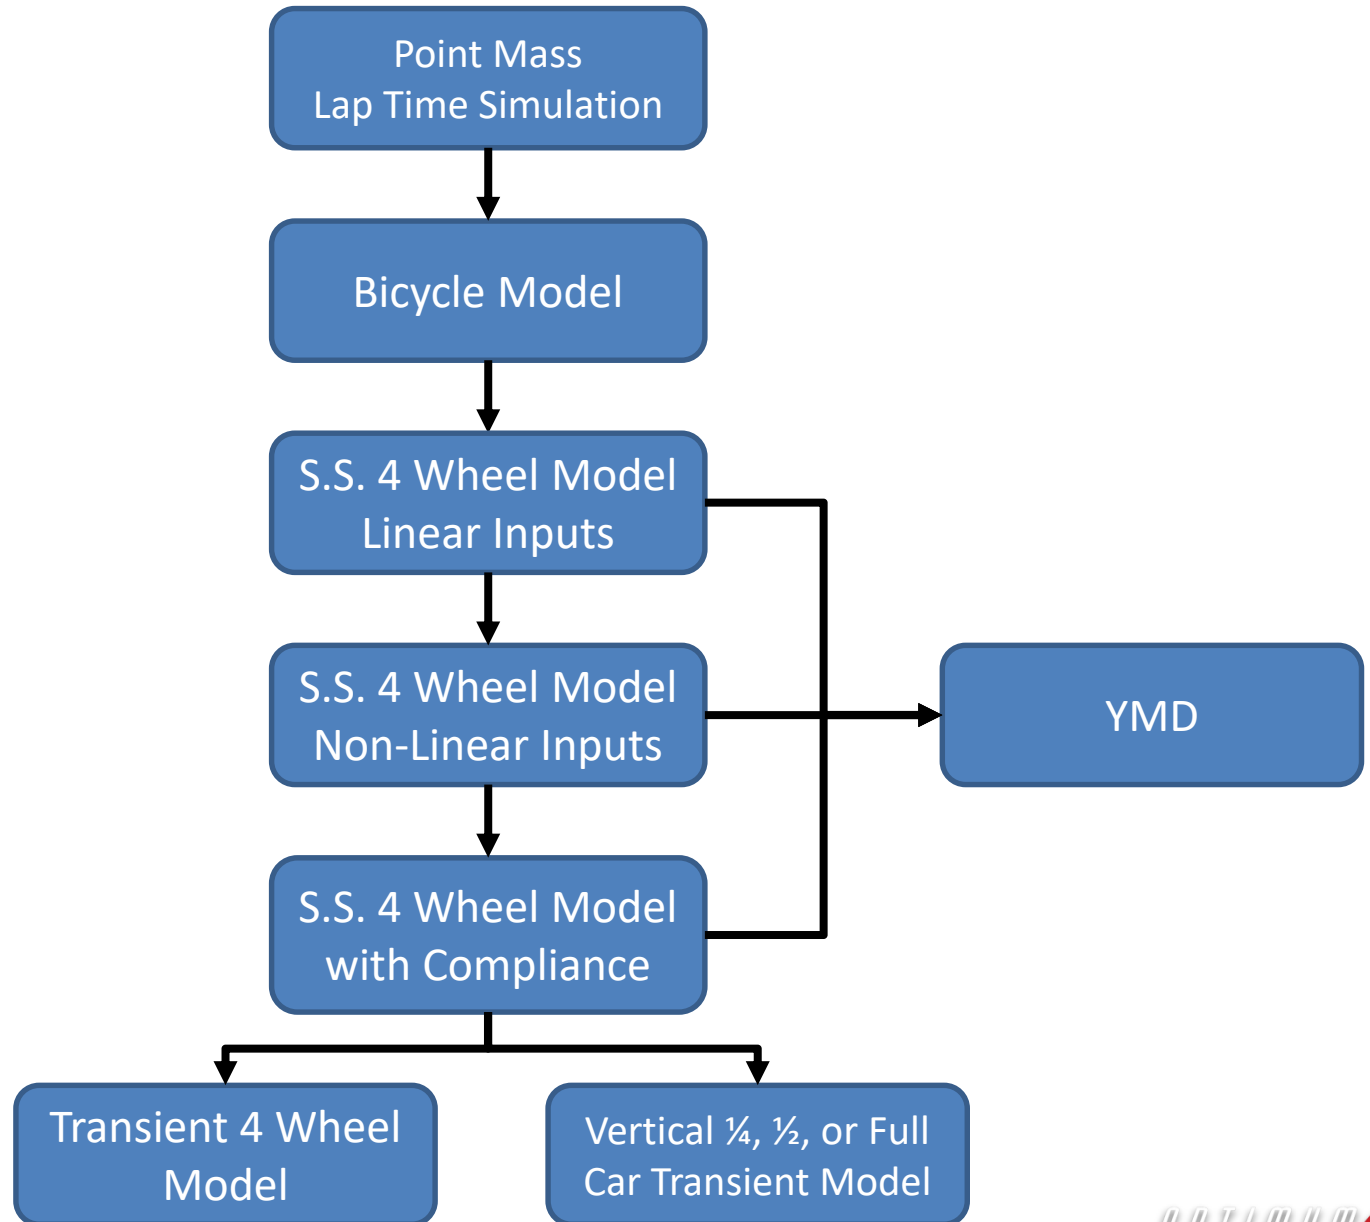 Point Mass
Lap Time Simulation
Bicycle Model
S.S. 4 Wheel Model
Linear Inputs
S.S. 4 Wheel Model
Non-Linear Inputs
YMD
S.S. 4 Wheel Model
with Compliance
Transient 4 Wheel
Model
Vertical ¼, ½, or Full
Car Transient Model